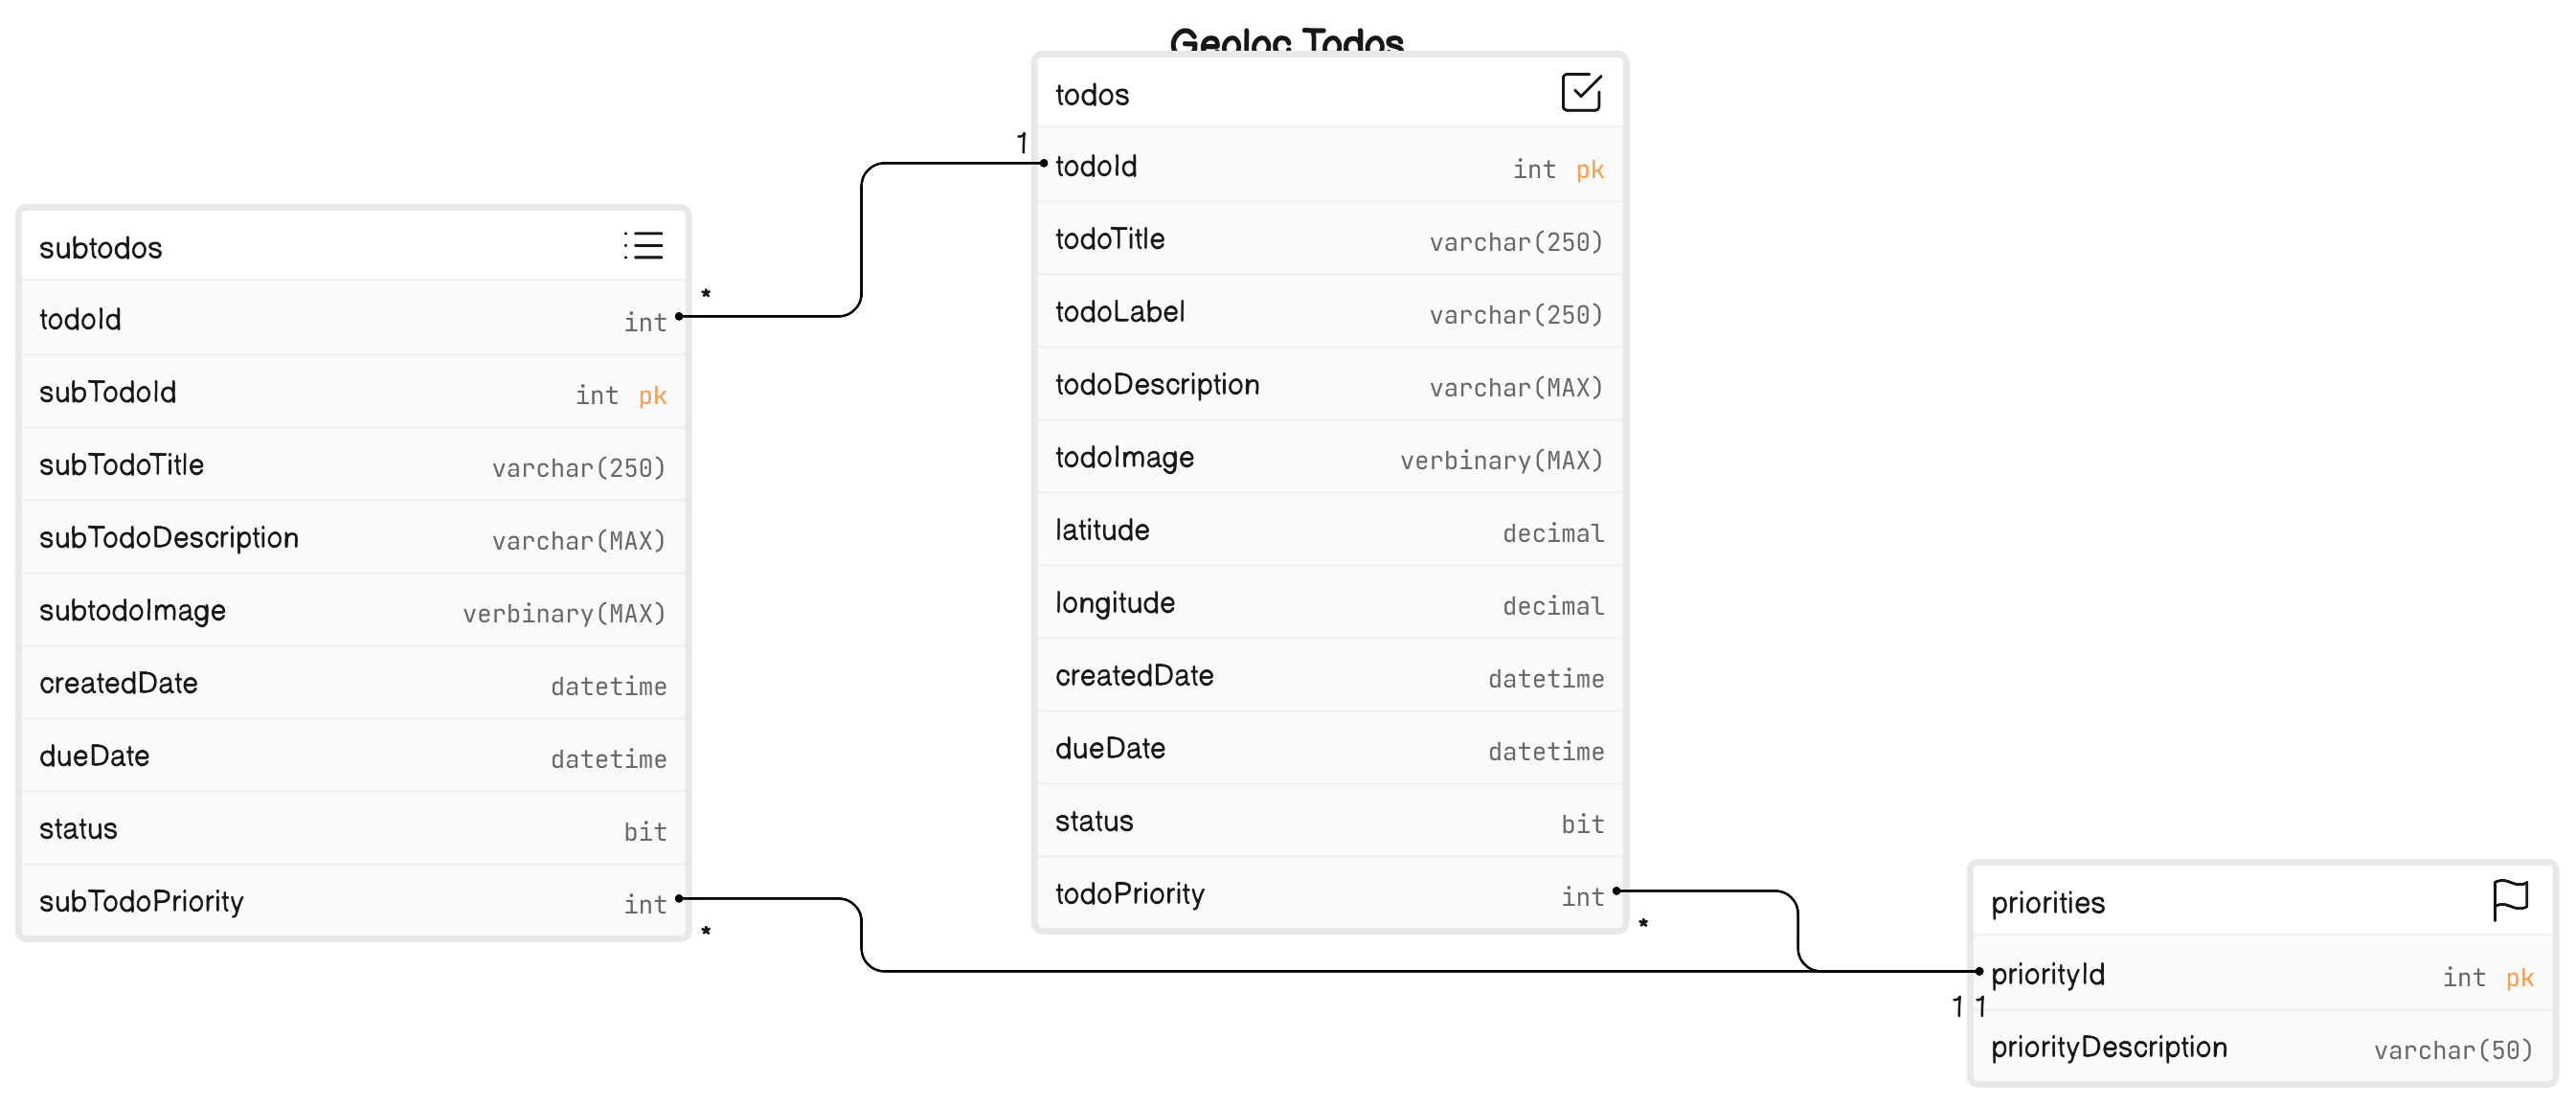 Geoloc Todos
todos
1
todoId int pk
todoTitle varchar(250)
todoLabel varchar(250)
todoDescription varchar(MAX)
todoImage verbinary(MAX)
latitude decimal
longitude decimal
createdDate datetime
dueDate datetime
status bit
todoPriority int
*
subtodos
*
todoId int
subTodoId int pk
subTodoTitle varchar(250)
subTodoDescription varchar(MAX)
subtodoImage verbinary(MAX)
createdDate datetime
dueDate datetime
status bit
subTodoPriority int
*
priorities
priorityId int pk
1 1
priorityDescription varchar(50)